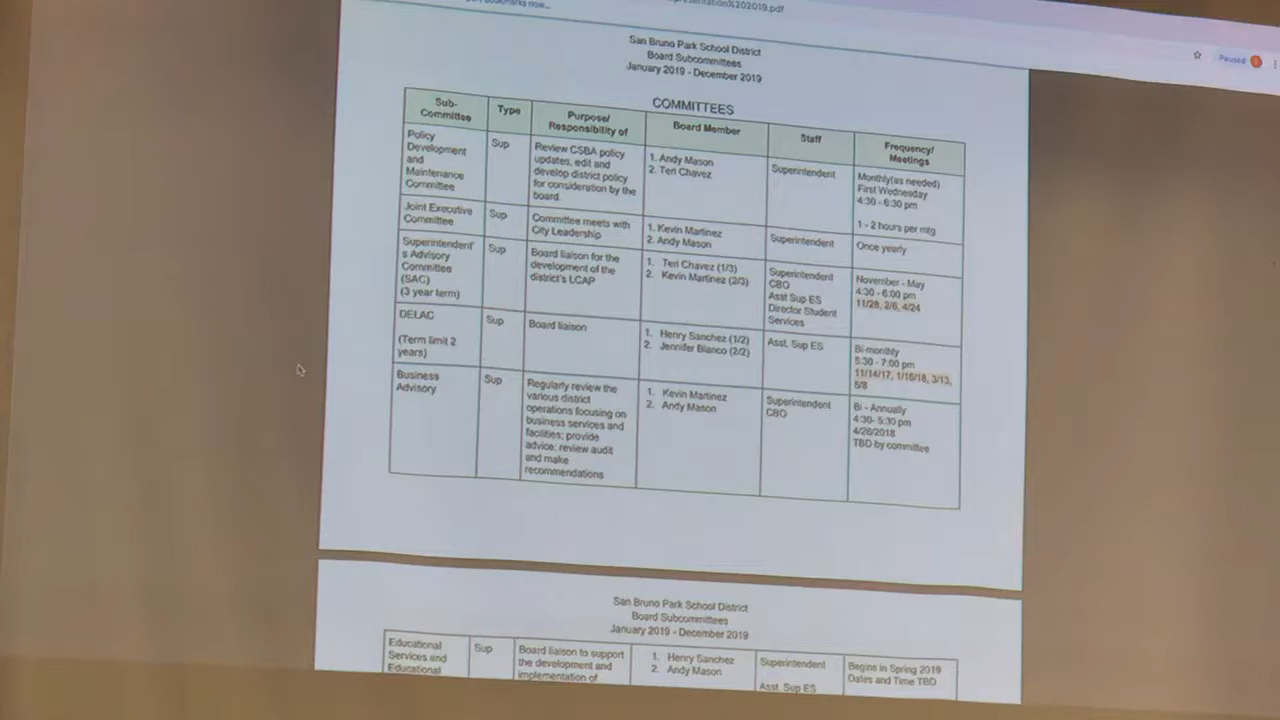 San Bruno Park School District
Board Subcommittees
January 2019 - December 2019
COMMITTEES
Sub-
Committee
Type
Purpose/
Responsibility of
Board Member
Staff
Frequency/
Meetings
Policy
Development
and
Maintenance
Committee
Sup
Review CSBA policy
updates, edit and
develop district policy
for consideration by the
board.
1. Andy Mason
2. Teri Chavez
Superintendent
Monthly(as needed)
First Wednesday
4:30 - 6:30 pm
1 - 2 hours per mtg
Joint Executive
Committee
Sup
Committee meets with
City Leadership
1. Kevin Martinez
2. Andy Mason
Superintendent
Once yearly
Superintendent'
s Advisory
Committee
(SAC)
(3 year term)
Sup
Board liaison for the
development of the
district's LCAP
1. Teri Chavez (1/3)
2. Kevin Martinez (2/3)
Superintendent
CBO
Asst Sup ES
Director Student
Services
November - May
4:30 - 6:00 pm
11/28, 2/6, 4/24
DELAC
(Term limit 2
years)
Sup
Board liaison
1. Henry Sanchez (1/2)
2. Jennifer Blanco (2/2)
Asst. Sup ES
Bi-monthly
5:30 - 7:00 pm
11/14/17, 1/16/18, 3/13,
5/8
Business
Advisory
Sup
Regularly review the
various district
operations focusing on
business services and
facilities; provide
advice; review audit
and make
recommendations
1. Kevin Martinez
2. Andy Mason
Superintendent
CBO
Bi - Annually
4:30- 5:30 pm
4/26/2018
TBD by committee
San Bruno Park School District
Board Subcommittees
January 2019 - December 2019
Educational
Services and
Educational
Sup
Board liaison to support
the development and
implementation of
1. Henry Sanchez
2. Andy Mason
Superintendent
Asst. Sup ES
Begins in Spring 2019
Dates and Time TBD
Paused